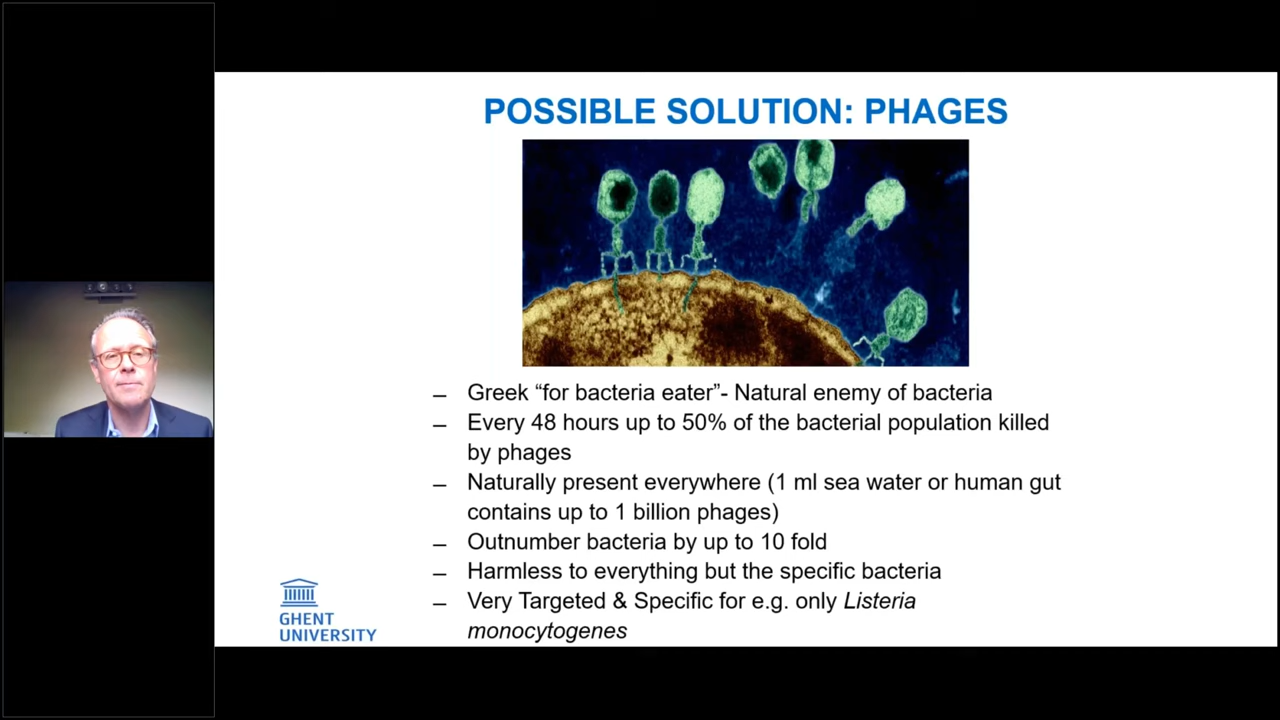 POSSIBLE SOLUTION: PHAGES
– Greek “for bacteria eater”- Natural enemy of bacteria
– Every 48 hours up to 50% of the bacterial population killed
by phages
– Naturally present everywhere (1 ml sea water or human gut
contains up to 1 billion phages)
– Outnumber bacteria by up to 10 fold
– Harmless to everything but the specific bacteria
– Very Targeted & Specific for e.g. only Listeria
monocytogenes
GHENT
UNIVERSITY